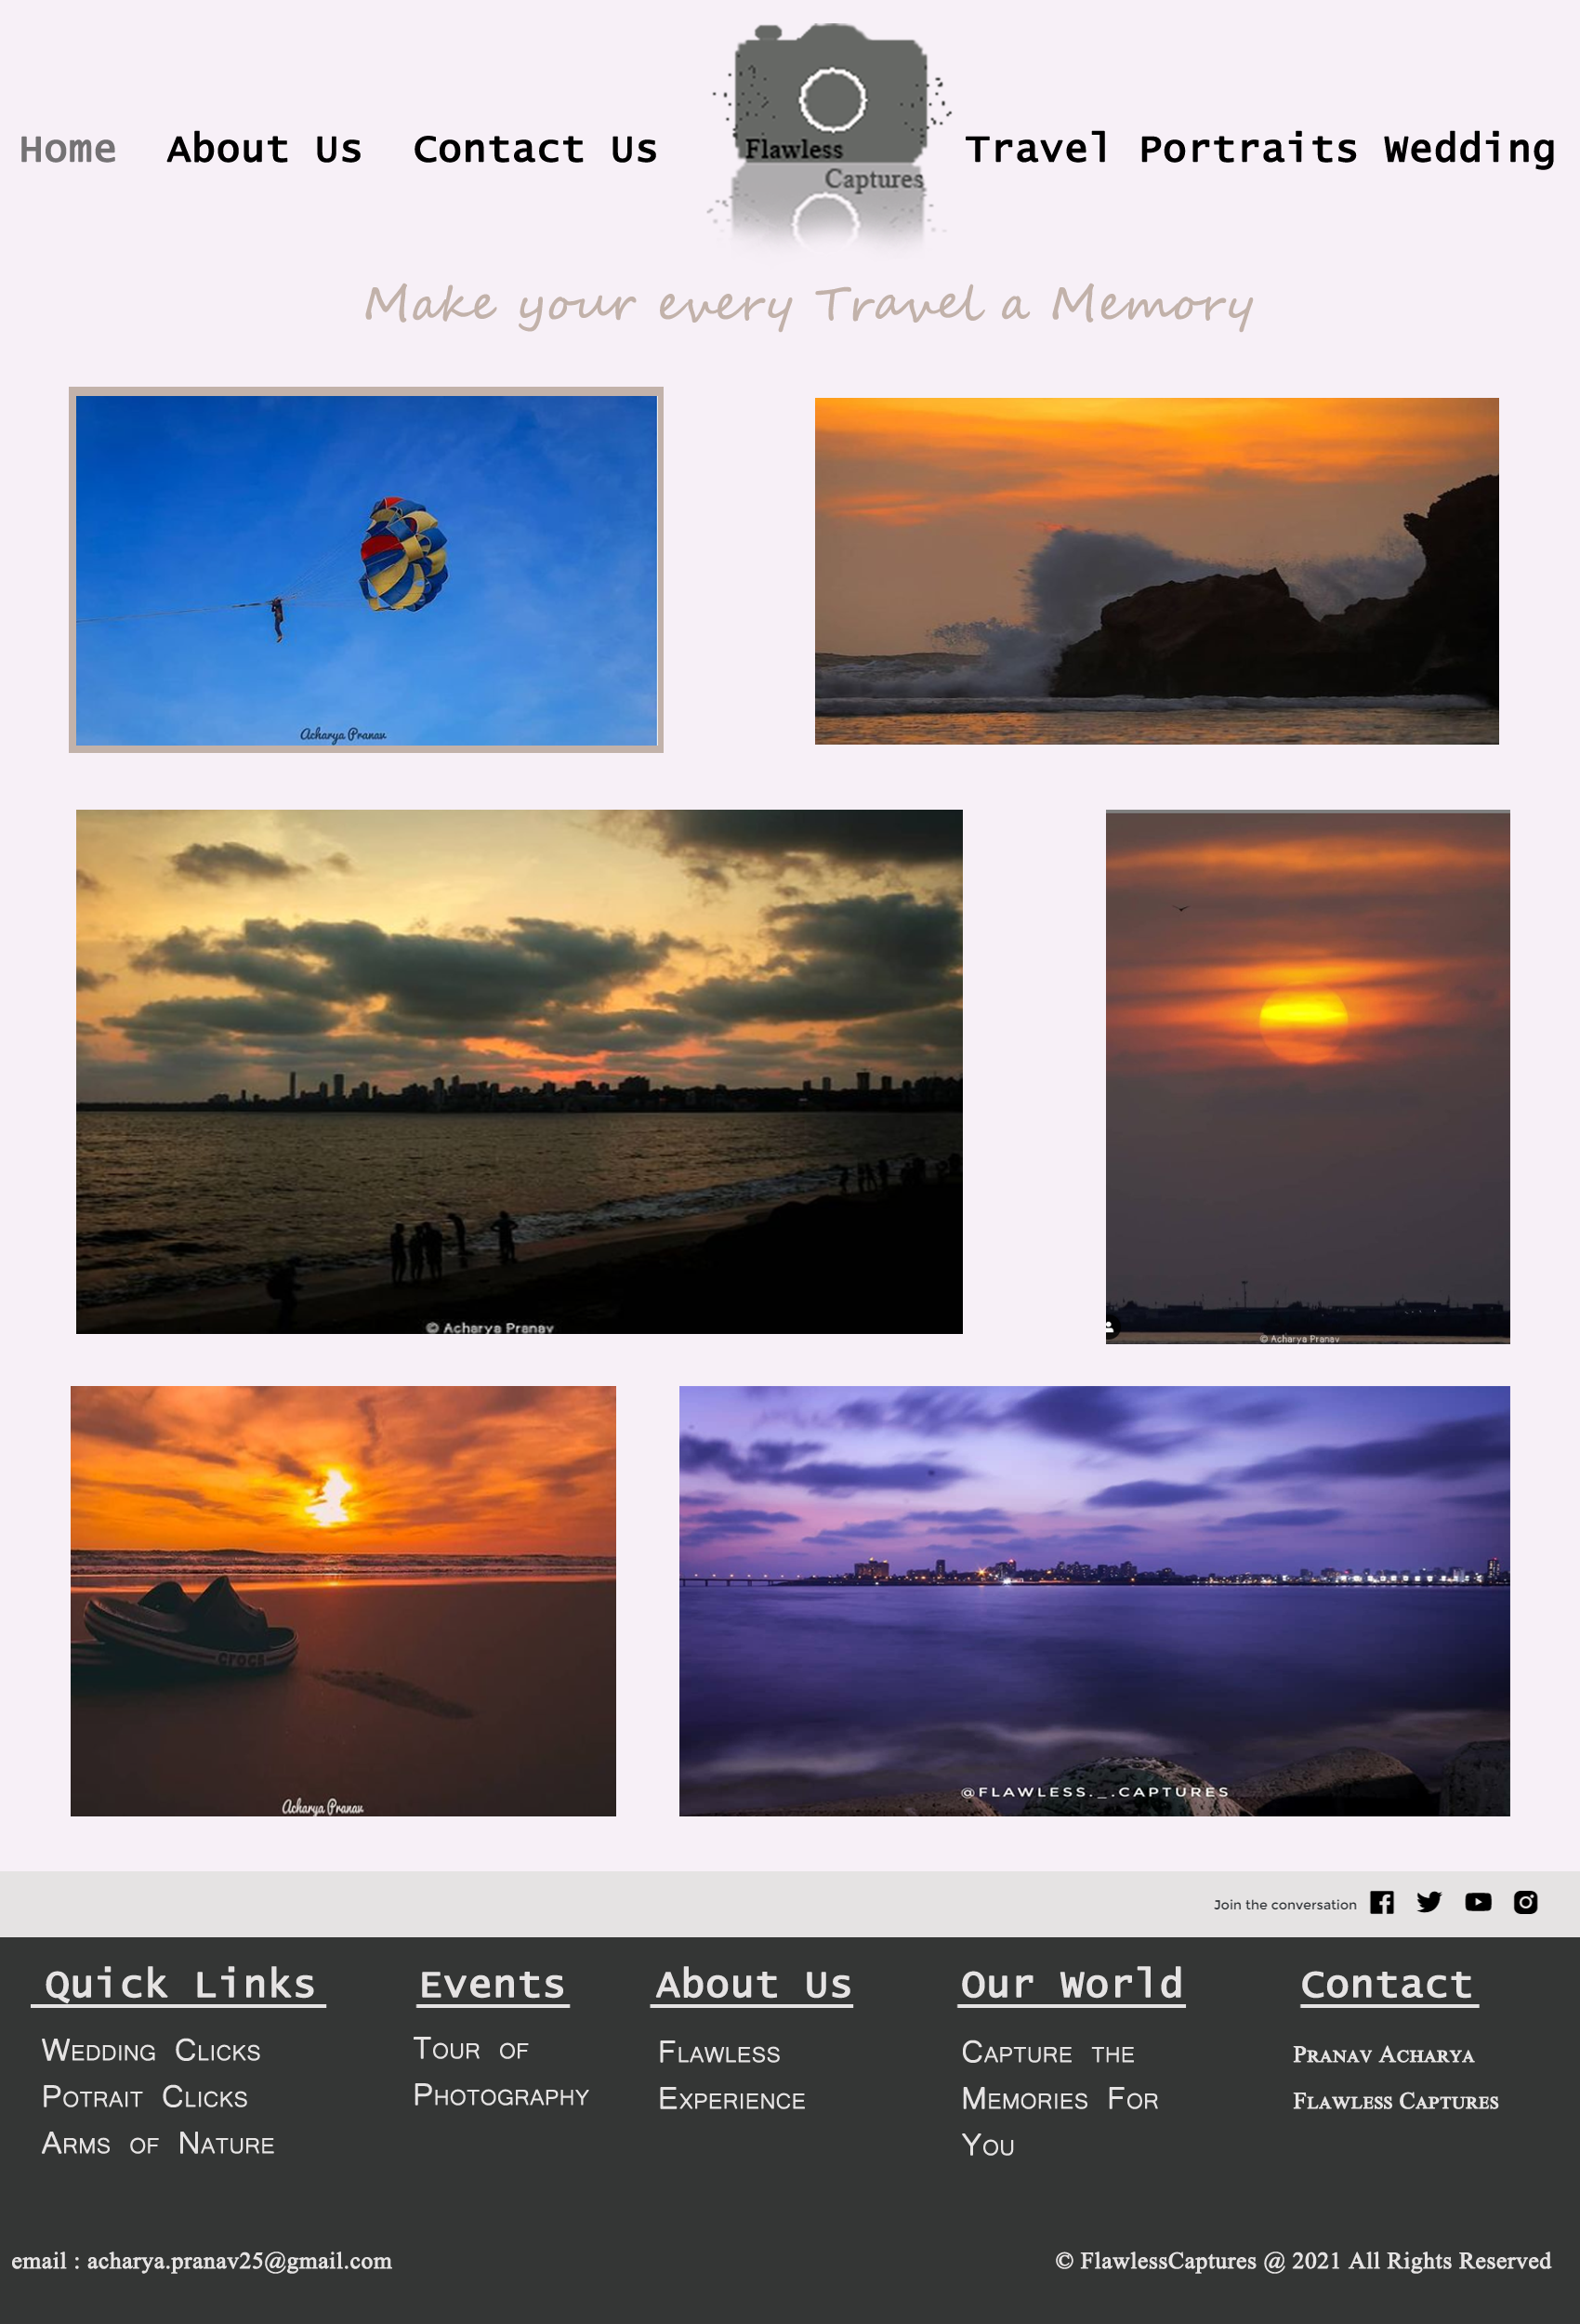 Home About Us Contact Us
Flawless
Captures
Travel Portraits Wedding
Make your every Travel a Memory
Acharya Pranav
© Acharya Pranav
© Acharya Pranav
crocs
Acharya Pranav
@FLAWLESS._.CAPTURES
Join the conversation
Quick Links
Wedding Clicks
Potrait Clicks
Arms of Nature
Events
Tour of
Photography
About Us
Flawless
Experience
Our World
Capture the
Memories For
You
Contact
Pranav Acharya
Flawless Captures
email : acharya.pranav25@gmail.com
© FlawlessCaptures @ 2021 All Rights Reserved